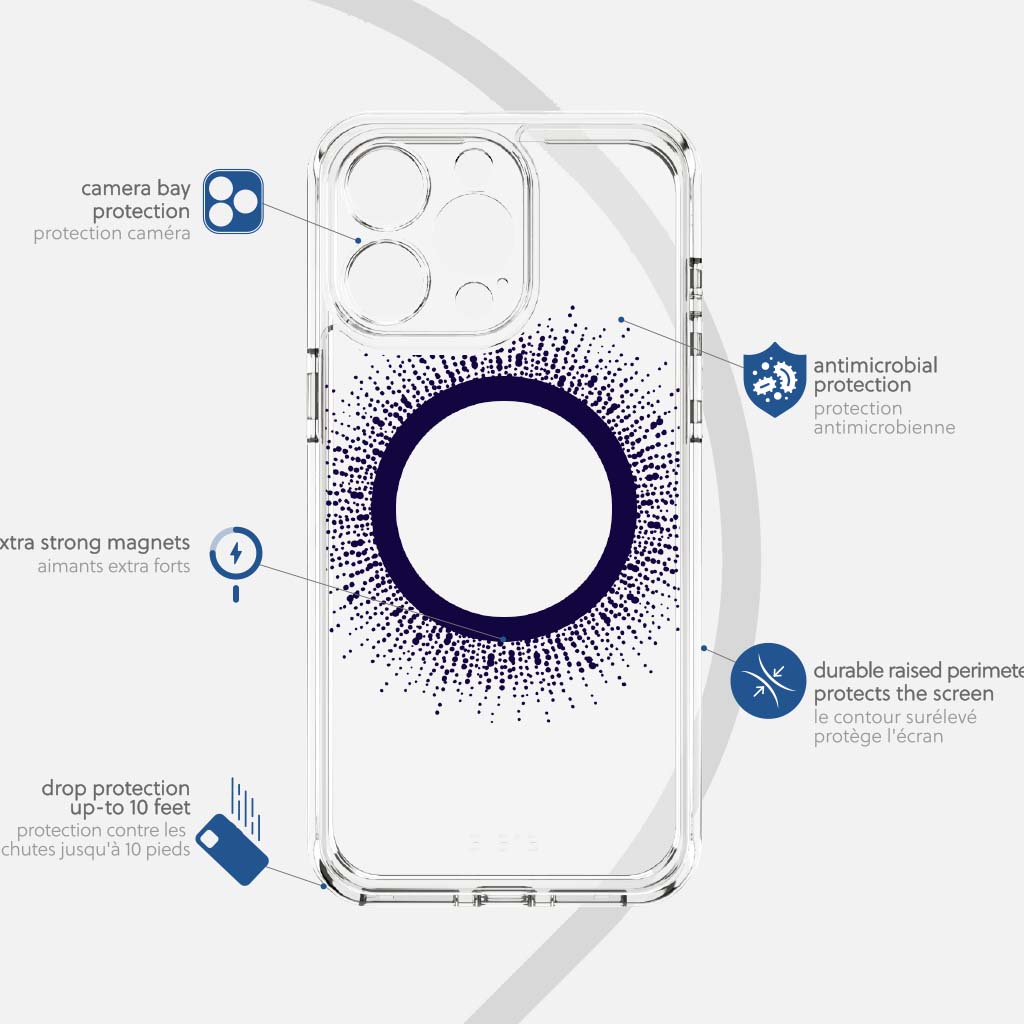 camera bay
protection
protection caméra
antimicrobial
protection
protection
antimicrobienne
xtra strong magnets
aimants extra forts
durable raised perimete
protects the screen
le contour surélevé
protège l'écran
drop protection
up-to 10 feet
protection contre les
chutes jusqu'à 10 pieds